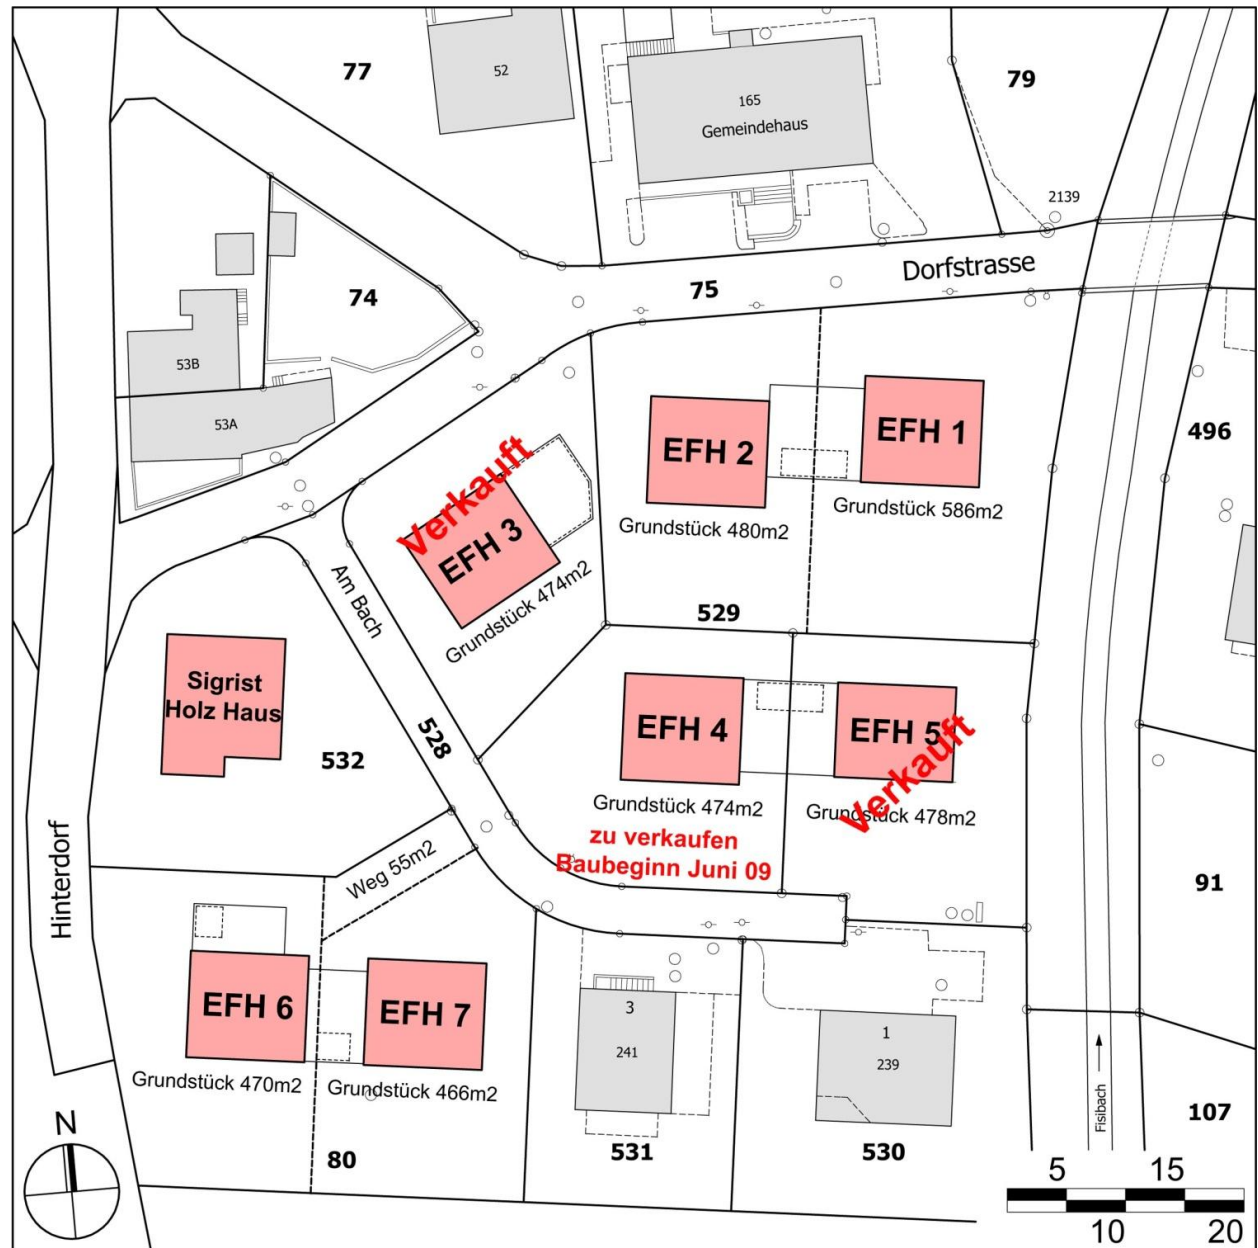 77
52
165
Gemeindehaus
79
2139
Dorfstrasse
75
74
53B
53A
496
EFH 2
EFH 1
Grundstück 480m2
Grundstück 586m2
Verkauft
EFH 3
Grundstück 474m2
Am Bach
529
Sigrist
Holz Haus
532
528
EFH 4
EFH 5
Verkauft
Grundstück 474m2
Grundstück 478m2
zu verkaufen
Baubeginn Juni 09
Hinterdorf
Weg 55m2
91
EFH 6
EFH 7
Grundstück 470m2
Grundstück 466m2
3
241
1
239
Fisibach
107
N
80
531
530
5 15
10 20